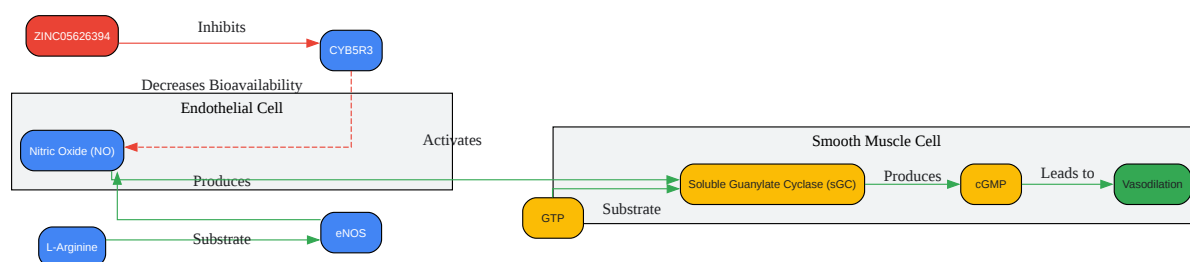 ZINC05626394
Inhibits
CYB5R3
Decreases Bioavailability
Endothelial Cell
Nitric Oxide (NO)
Activates
Smooth Muscle Cell
Produces
Soluble Guanylate Cyclase (sGC)
Produces
cGMP
Leads to
Vasodilation
GTP
Substrate
L-Arginine
Substrate
eNOS